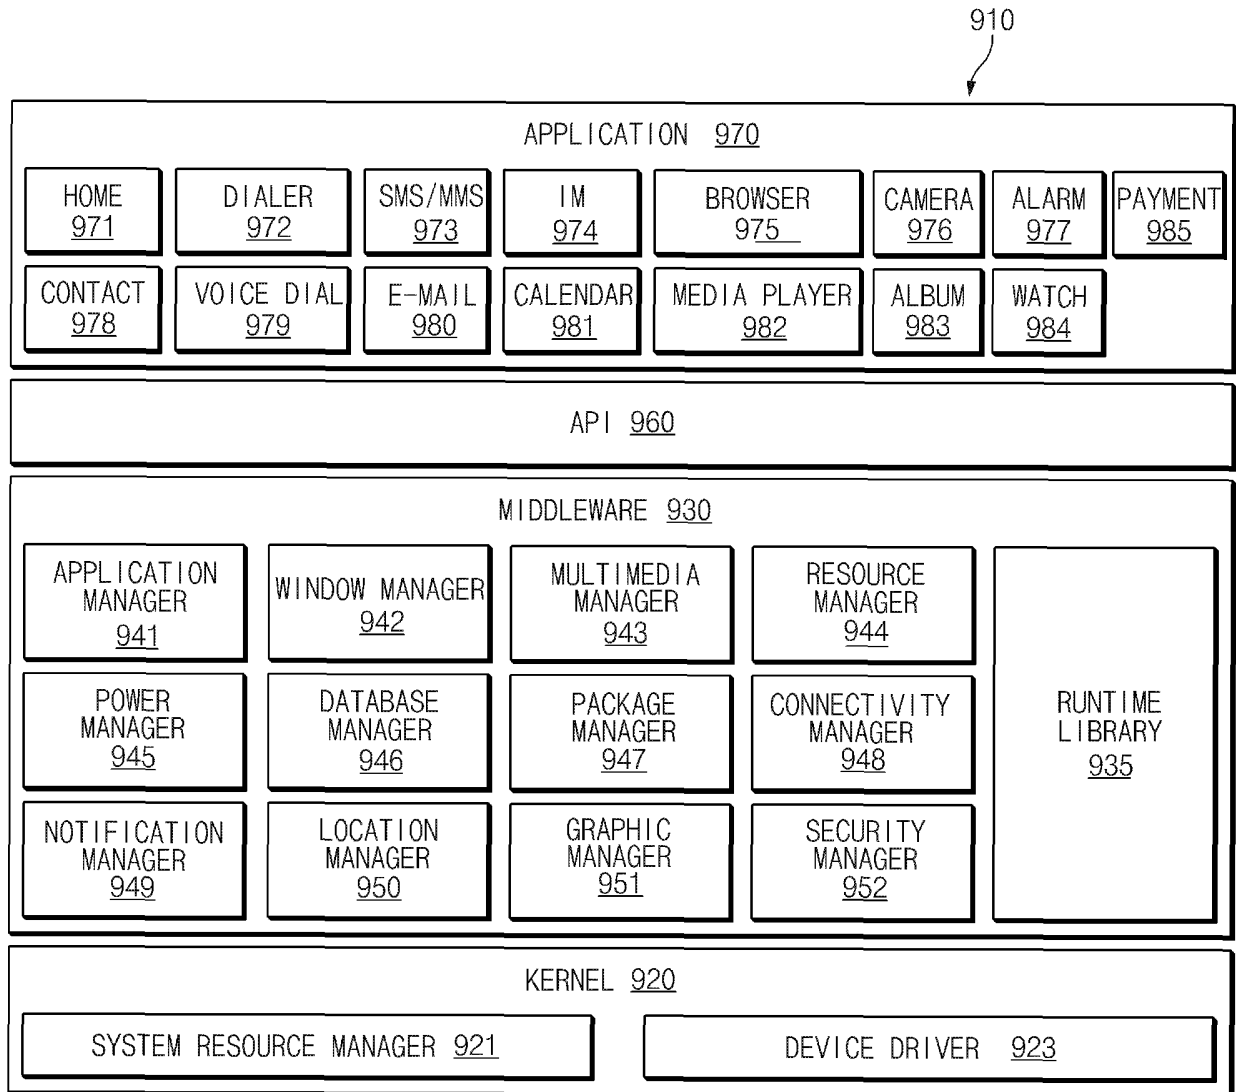 910
APPLICATION 970
HOME
971
DIALER
972
SMS/MMS
973
IM
974
BROWSER
975
CAMERA
976
ALARM
977
PAYMENT
985
CONTACT
978
VOICE DIAL
979
E-MAIL
980
CALENDAR
981
MEDIA PLAYER
982
ALBUM
983
WATCH
984
API 960
MIDDLEWARE 930
APPLICATION
MANAGER
941
WINDOW MANAGER
942
MULTIMEDIA
MANAGER
943
RESOURCE
MANAGER
944
POWER
MANAGER
945
DATABASE
MANAGER
946
PACKAGE
MANAGER
947
CONNECTIVITY
MANAGER
948
RUNTIME
LIBRARY
935
NOTIFICATION
MANAGER
949
LOCATION
MANAGER
950
GRAPHIC
MANAGER
951
SECURITY
MANAGER
952
KERNEL 920
SYSTEM RESOURCE MANAGER 921
DEVICE DRIVER 923